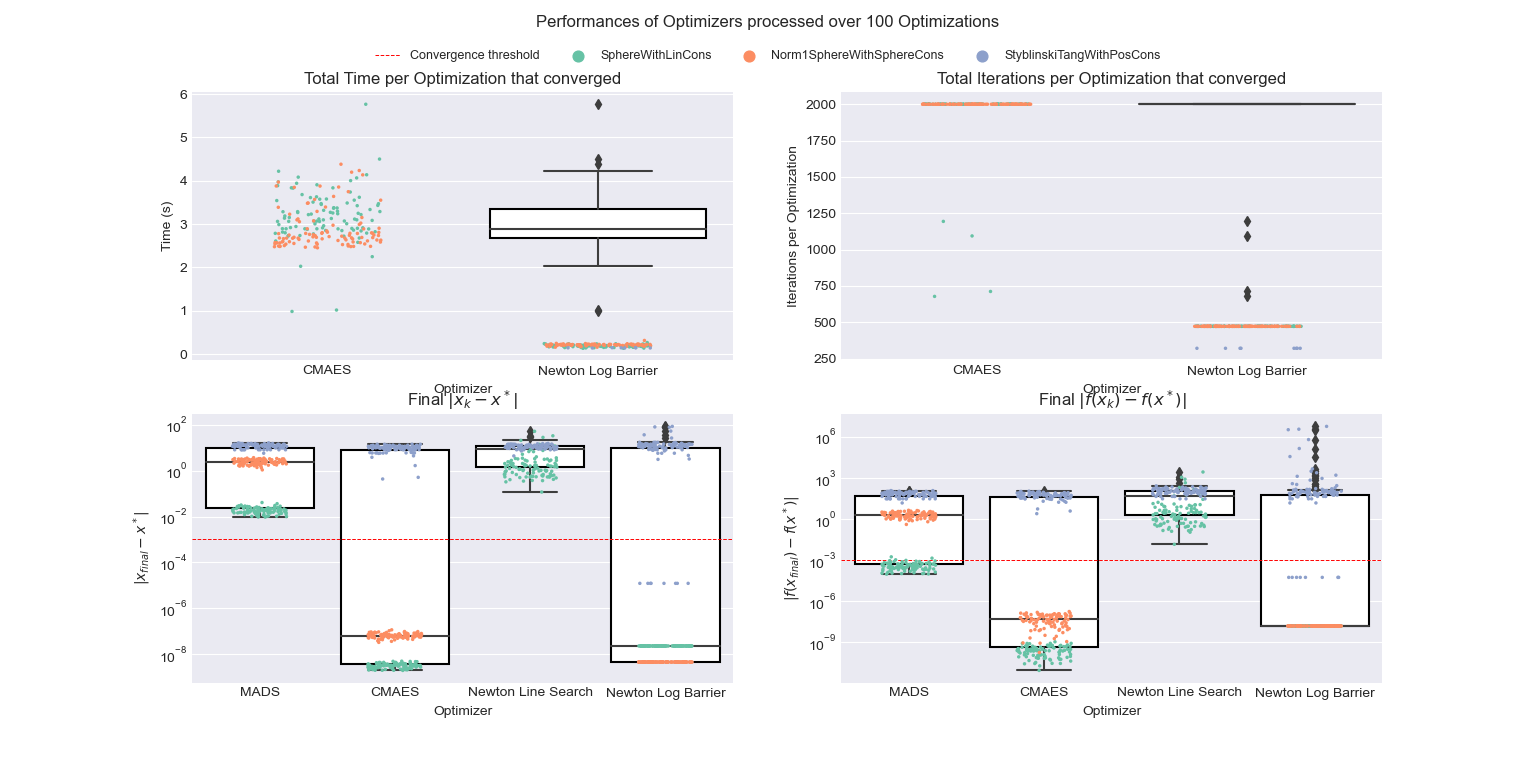 Performances of Optimizers processed over 100 Optimizations
Convergence threshold SphereWithLinCons Norm1SphereWithSphereCons StyblinskiTangWithPosCons
Total Time per Optimization that converged
6
5
4
3
2
1
0
Time (s)
CMAES Newton Log Barrier
Optimizer
Total Iterations per Optimization that converged
2000
1750
1500
1250
1000
750
500
250
Iterations per Optimization
CMAES Newton Log Barrier
Optimizer
Final |x_k − x^*|
10^2
10^0
10^−2
10^−4
10^−6
10^−8
|x_final − x^*|
MADS CMAES Newton Line Search Newton Log Barrier
Optimizer
Final |f(x_k) − f(x^*)|
10^6
10^3
10^0
10^−3
10^−6
10^−9
|f(x_final) − f(x^*)|
MADS CMAES Newton Line Search Newton Log Barrier
Optimizer